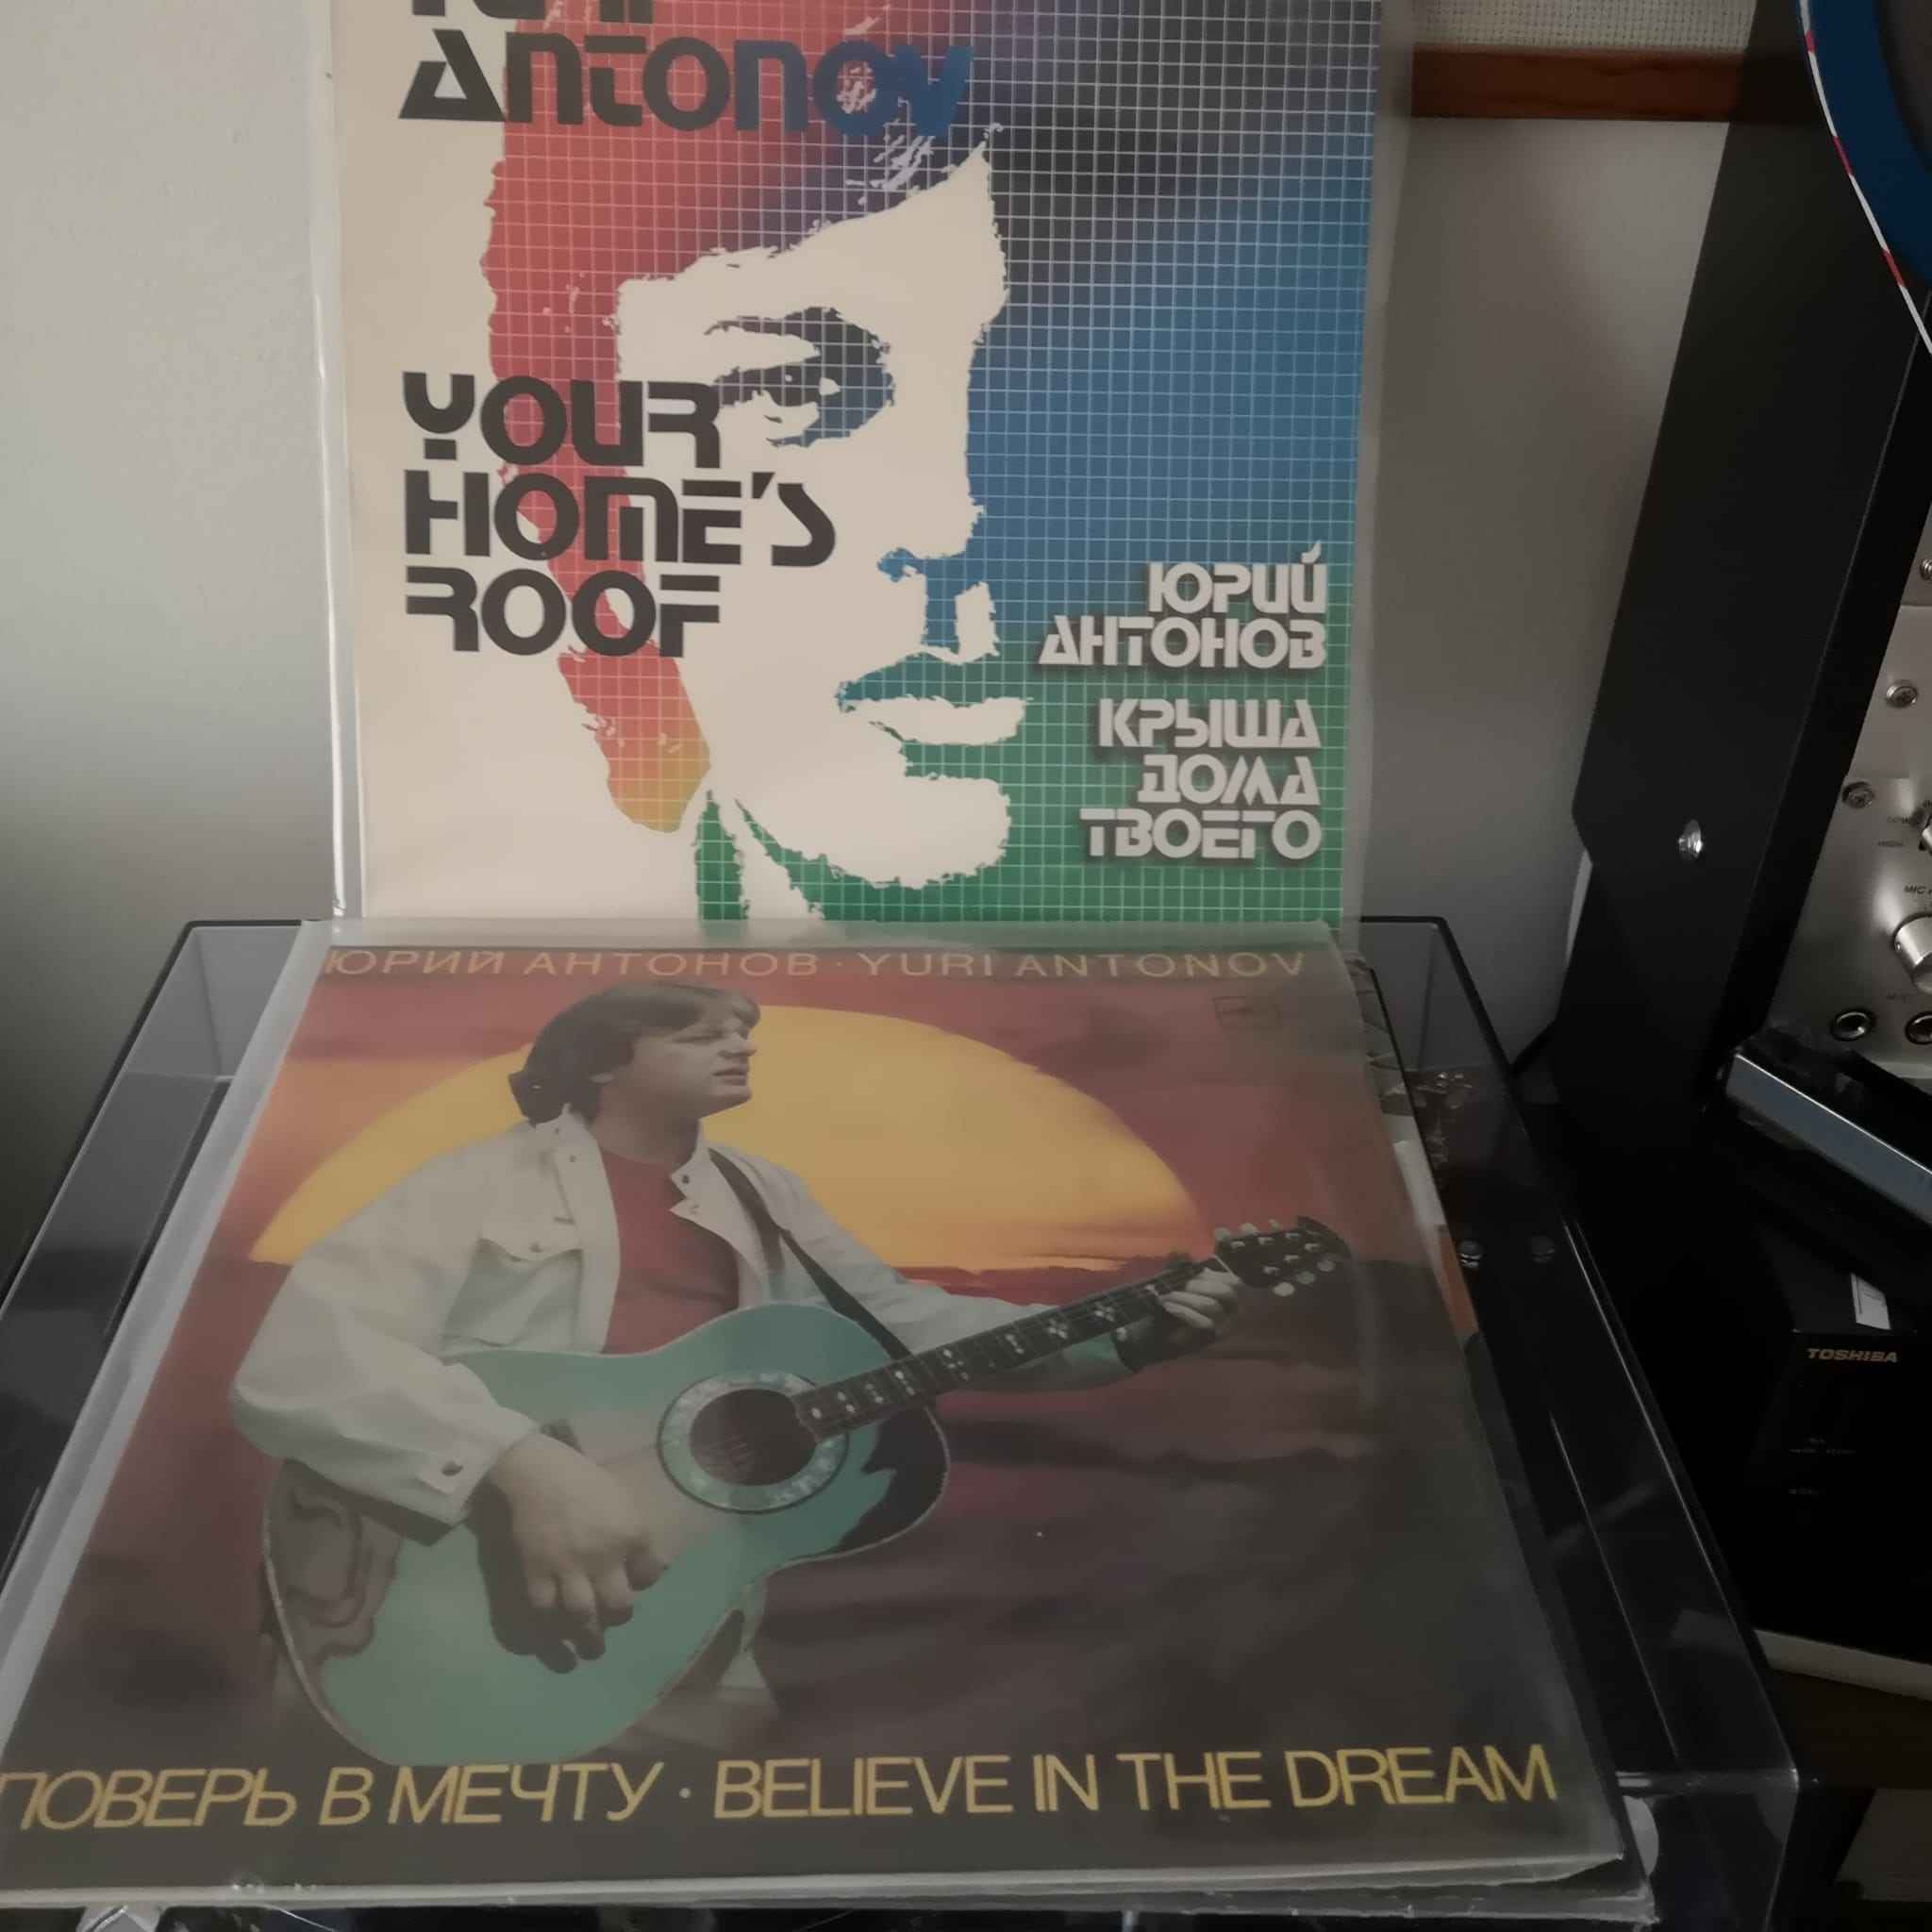 ANTONOV
YOUR
HOME'S
ROOF
ЮРИЙ
АНТОНОВ
КРЫША
ДОМА
ТВОЕГО
ЮРИЙ АНТОНОВ · YURI ANTONOV
ПОВЕРЬ В МЕЧТУ · BELIEVE IN THE DREAM
TOSHIBA
MIC